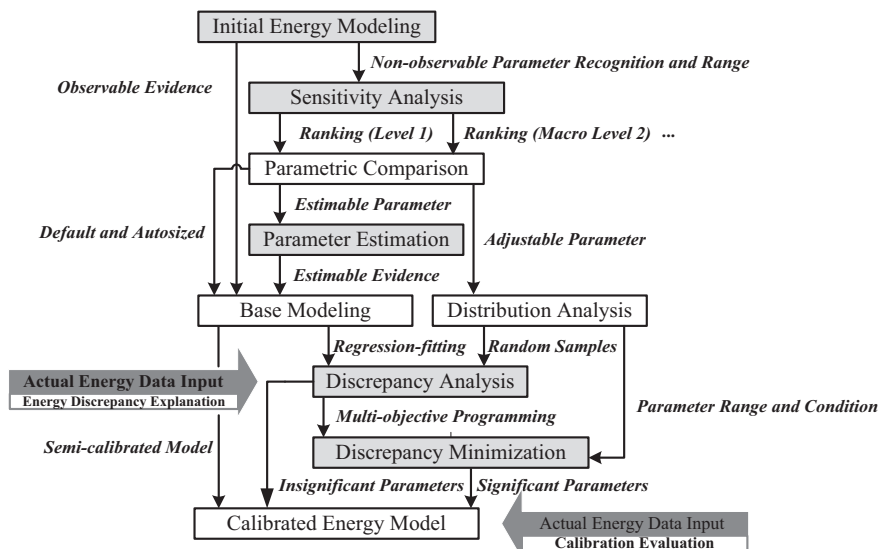 Initial Energy Modeling
Non-observable Parameter Recognition and Range
Observable Evidence
Sensitivity Analysis
Ranking (Level 1)
Ranking (Macro Level 2) ...
Parametric Comparison
Estimable Parameter
Default and Autosized
Parameter Estimation
Adjustable Parameter
Estimable Evidence
Base Modeling
Distribution Analysis
Regression-fitting
Random Samples
Actual Energy Data Input
Energy Discrepancy Explanation
Discrepancy Analysis
Parameter Range and Condition
Multi-objective Programming
Semi-calibrated Model
Discrepancy Minimization
Insignificant Parameters
Significant Parameters
Calibrated Energy Model
Actual Energy Data Input
Calibration Evaluation